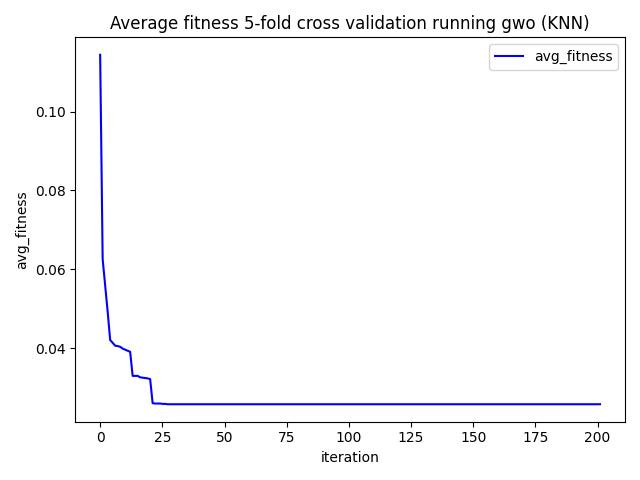 Average fitness 5-fold cross validation running gwo (KNN)
avg_fitness
0.10
0.08
0.06
0.04
avg_fitness
0 25 50 75 100 125 150 175 200
iteration